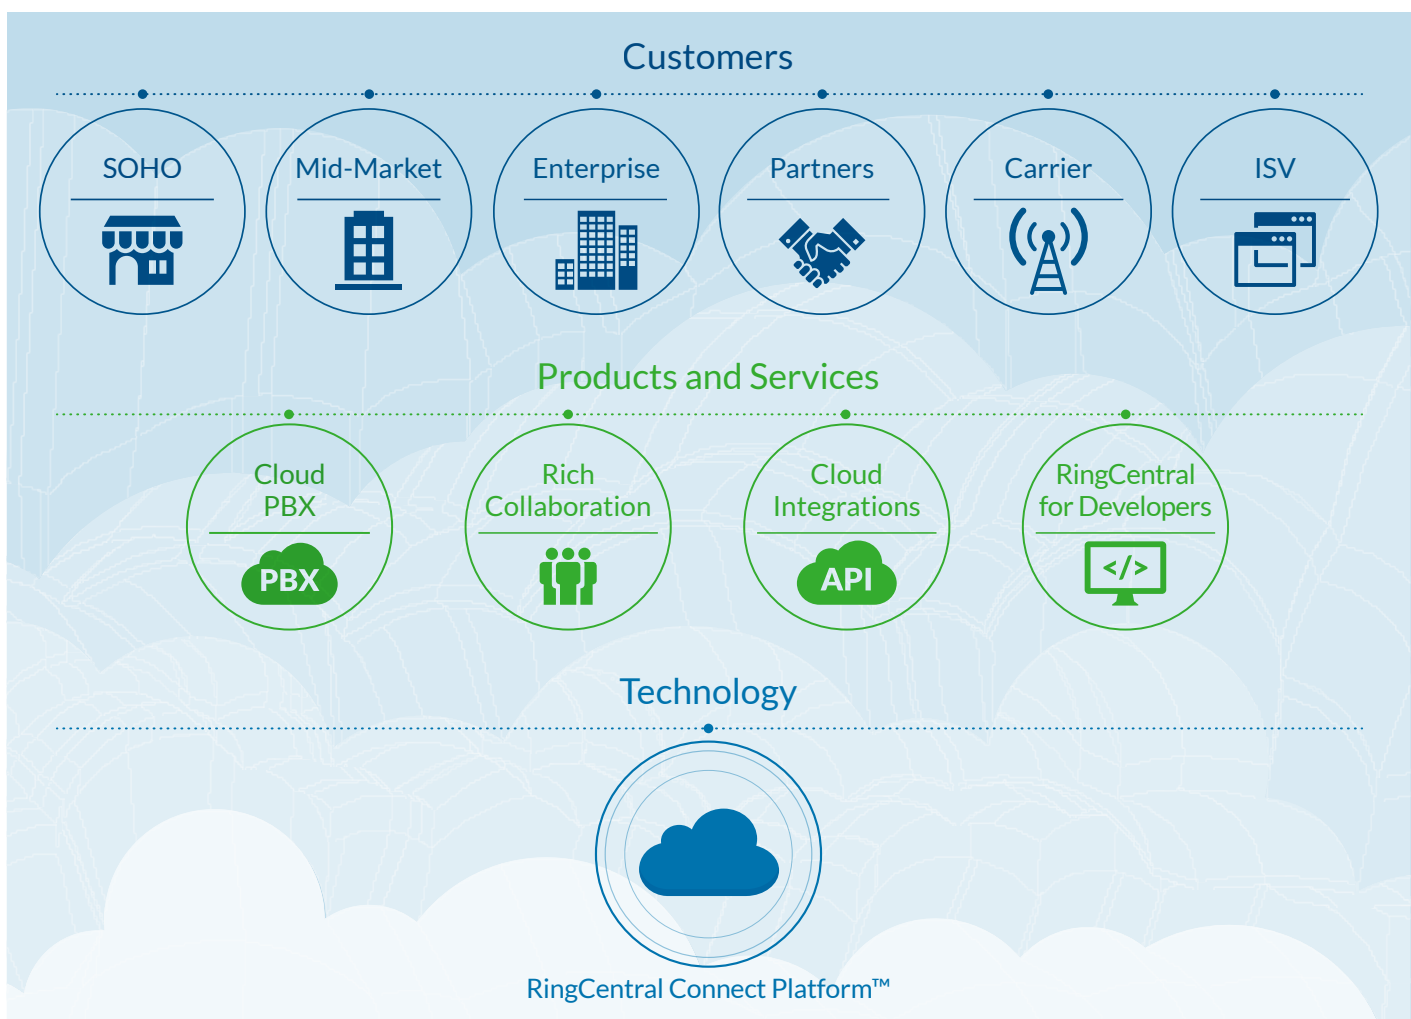 Customers
SOHO
Mid-Market
Enterprise
Partners
Carrier
ISV
Products and Services
Cloud
PBX
PBX
Rich
Collaboration
Cloud
Integrations
API
RingCentral
for Developers
</>
Technology
RingCentral Connect Platform™